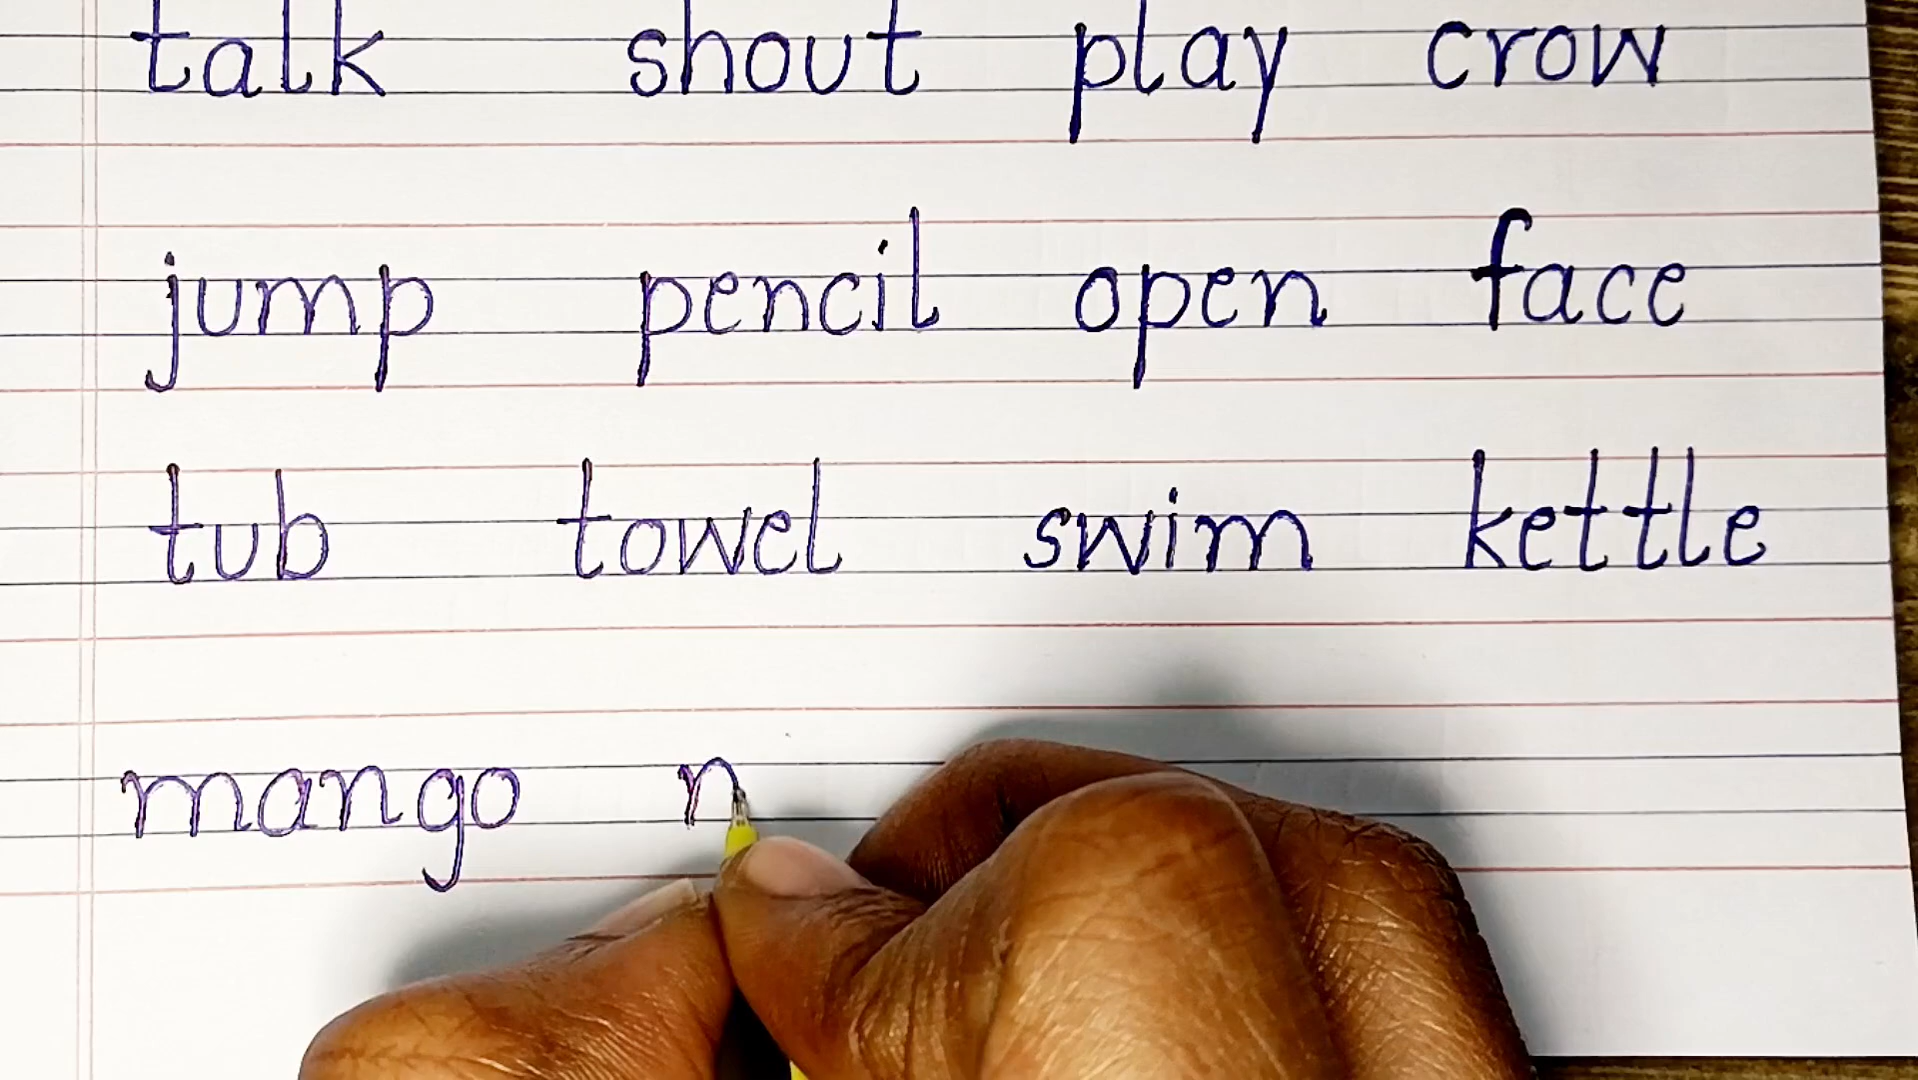 talk shout play crow
jump pencil open face
tub towel swim kettle
mango n